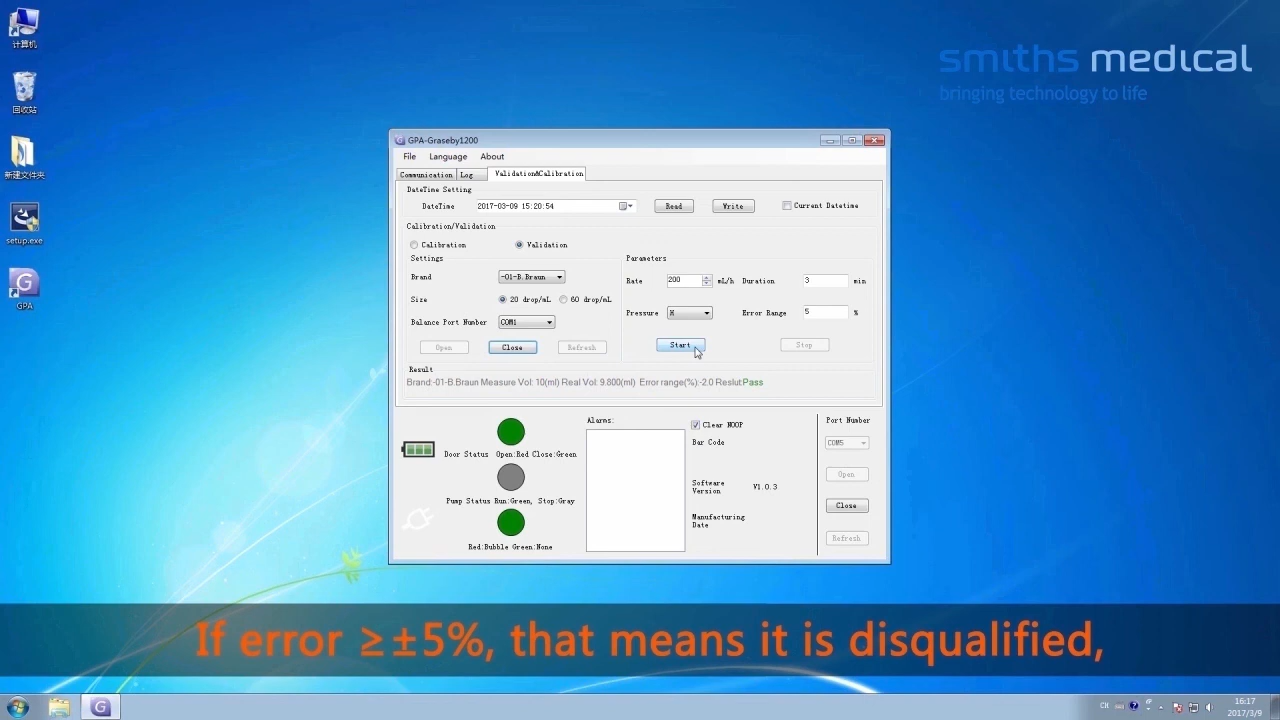 计算机
回收站
新建文件夹
setup.exe
GPA
smiths medical
bringing technology to life
GPA-Graseby1200
File Language About
Communication Log Validation&Calibration
DateTime Setting
DateTime 2017-03-09 15:20:54 Read Write Current Datetime
Calibration/Validation
Calibration Validation
Settings Parameters
Brand -01-B.Braun Rate 200 mL/h Duration 3 min
Size 20 drop/mL 60 drop/mL
Balance Port Number COM1 Pressure H Error Range 5 %
Open Close Refresh Start Stop
Result
Brand:-01-B.Braun Measure Vol: 10(ml) Real Vol: 9.800(ml) Error range(%):-2.0 ReslutPass
Alarms: Clear NOOP Port Number
Bar Code COM5
Door Status Open:Red Close:Green
Open
Software Version V1.0.3
Pump Status Run:Green, Stop:Gray
Close
Manufacturing Date
Refresh
Red:Bubble Green:None
If error ≥±5%, that means it is disqualified,
CH
16:17
2017/3/9